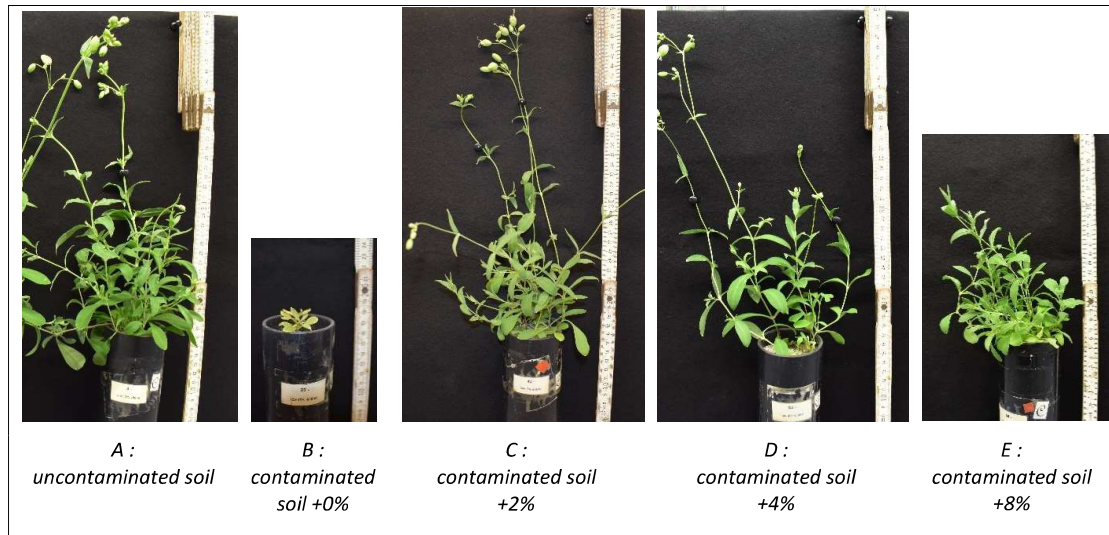 A :
uncontaminated soil
B :
contaminated
soil +0%
C :
contaminated soil
+2%
D :
contaminated soil
+4%
E :
contaminated soil
+8%